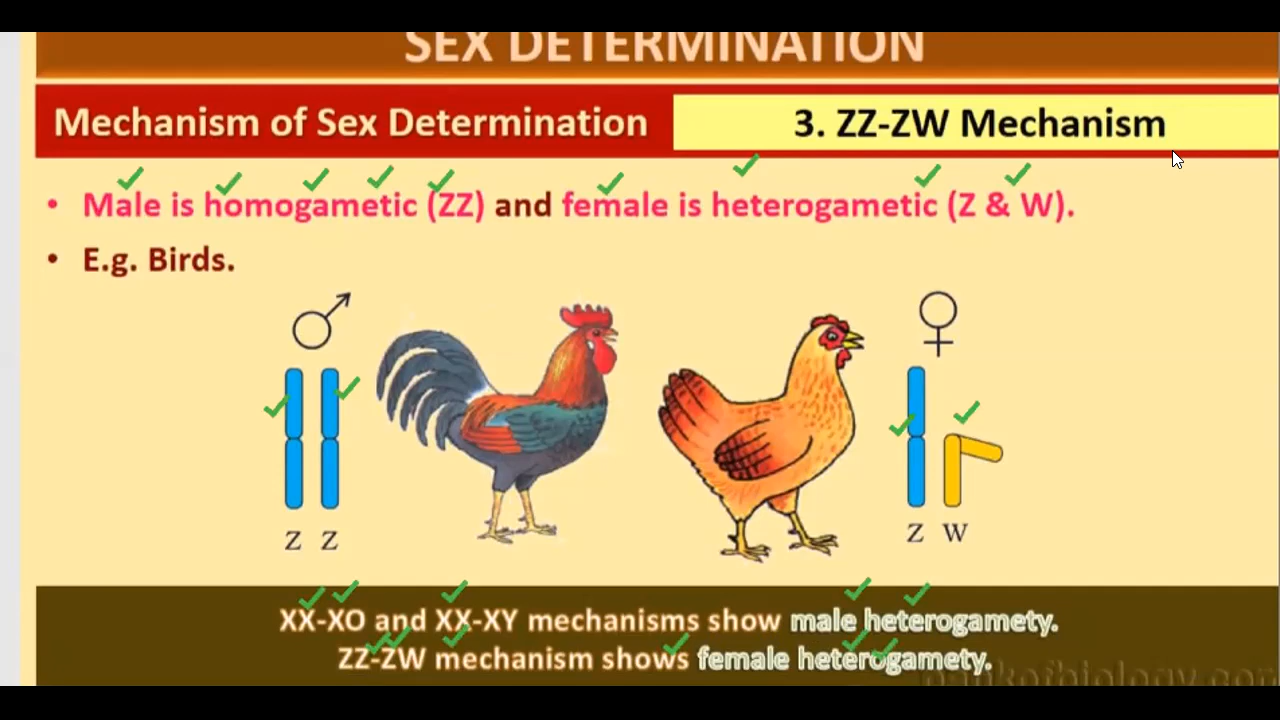 SEX DETERMINATION
Mechanism of Sex Determination
3. ZZ-ZW Mechanism
• Male is homogametic (ZZ) and female is heterogametic (Z & W).
• E.g. Birds.
Z Z
Z W
XX-XO and XX-XY mechanisms show male heterogamety.
ZZ-ZW mechanism shows female heterogamety.